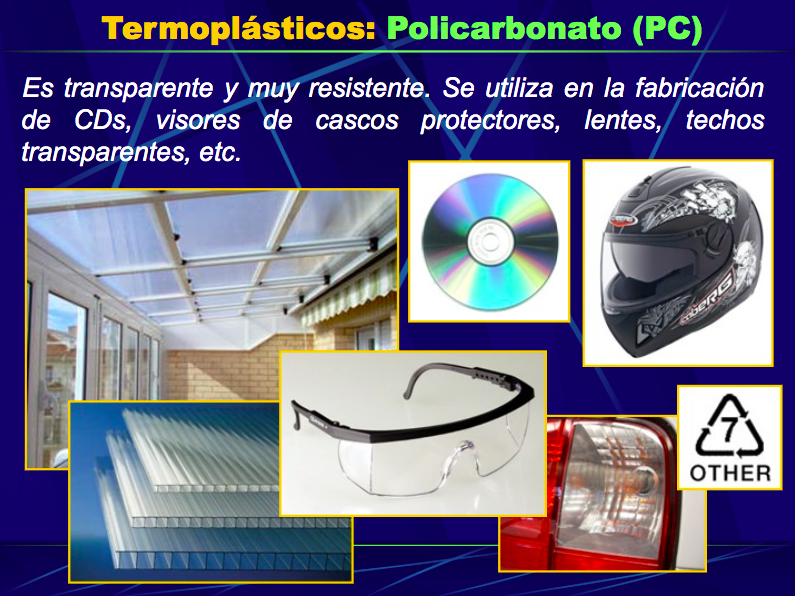 Termoplásticos: Policarbonato (PC)
Es transparente y muy resistente. Se utiliza en la fabricación
de CDs, visores de cascos protectores, lentes, techos
transparentes, etc.
7
OTHER